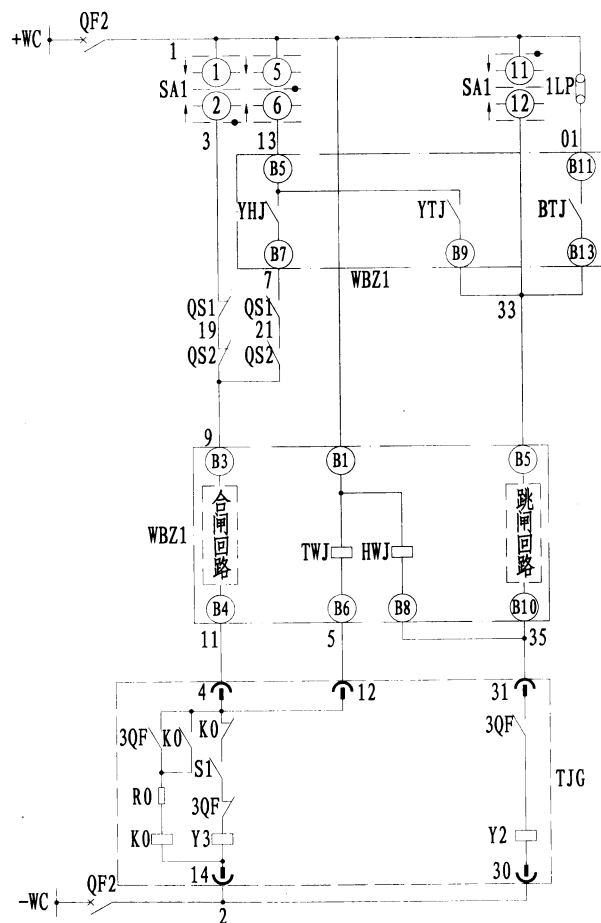 QF2
+WC
1
1 5 11
SA1 SA1 1LP
2 6 12
3 13 01
B5 B11
YHJ YTJ BTJ
B7 B9 B13
7 WBZ1
QS1 QS1 33
19 21
QS2 QS2
9
B3 B1 B5
合闸回路 跳闸回路
WBZ1 TWJ HWJ
B4 B6 B8 B10
11 5 35
4 12 31
3QF K0 K0 3QF
S1 TJG
R0 3QF
K0 Y3 Y2
14 30
QF2
-WC 2